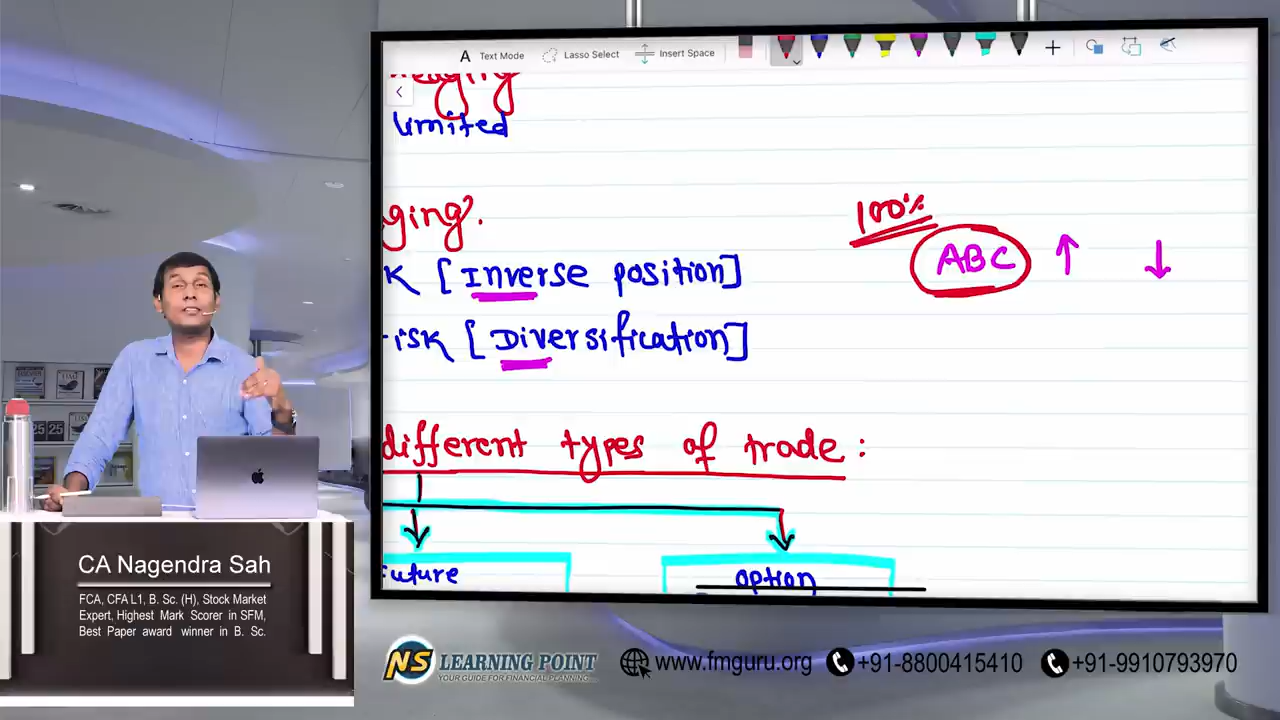 Text Mode
Lasso Select
Insert Space
Hedging
limited
ging.
100%
ABC ↑ ↓
K [Inverse position]
risk [Diversification]
different types of trade:
Future
option
CA Nagendra Sah
FCA, CFA L1, B. Sc. (H), Stock Market
Expert, Highest Mark Scorer in SFM,
Best Paper award winner in B. Sc.
NS LEARNING POINT
YOUR GUIDE FOR FINANCIAL PLANNING...
www.fmguru.org
+91-8800415410
+91-9910793970